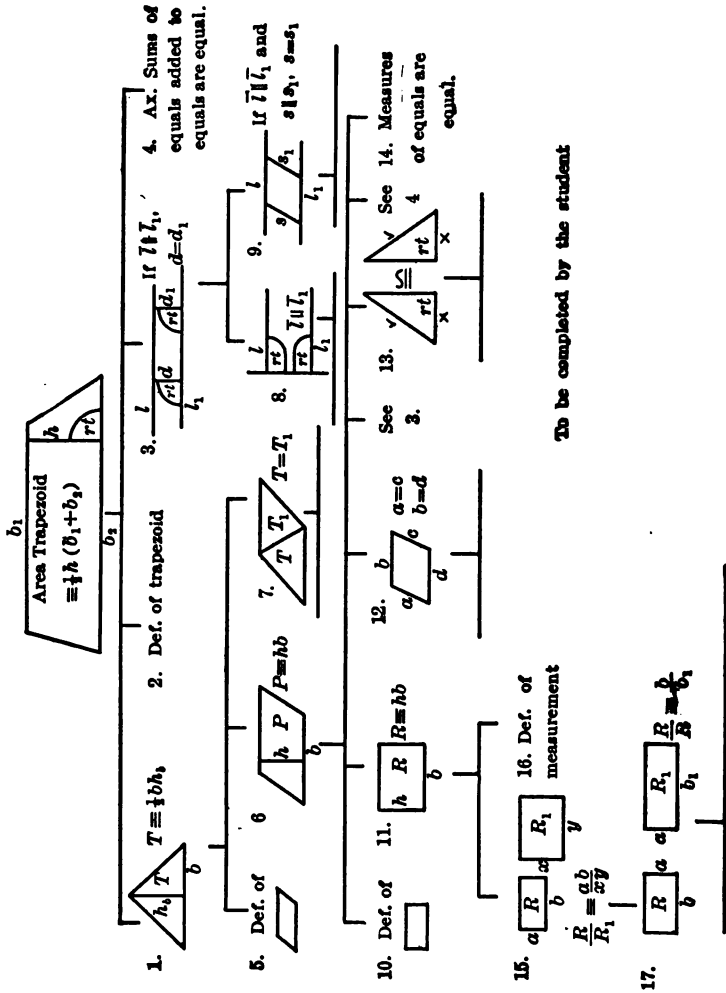 b₁
Area Trapezoid
≡½h (b₁+b₂)
h
rt
b₂
1.
h_b
T
b
T≡½bh_b
2. Def. of trapezoid
3.
l
rt
d
rt
d₁
l₁
If l∥l₁,
d=d₁
4. Ax. Sums of
equals added to
equals are equal.
5. Def. of
6
h
P
b
P≡hb
7.
T
T₁
T=T₁
8.
l
rt
rt
l₁
l∥l₁
9.
l
s
s₁
l₁
If l∥l₁ and
s∥s₁, s=s₁
10. Def. of
11.
h
R
b
R≡hb
12.
a
b
c
d
a=c
b=d
See
3.
13.
rt
×
≅
rt
×
See
4
14. Measures
of equals are
equal.
15.
a
R
b
x
R₁
y
R/R₁ ≡ ab/xy
16. Def. of
measurement
17.
R
a
b
a
R₁
b₁
R/R ≡ b/b₁
To be completed by the student